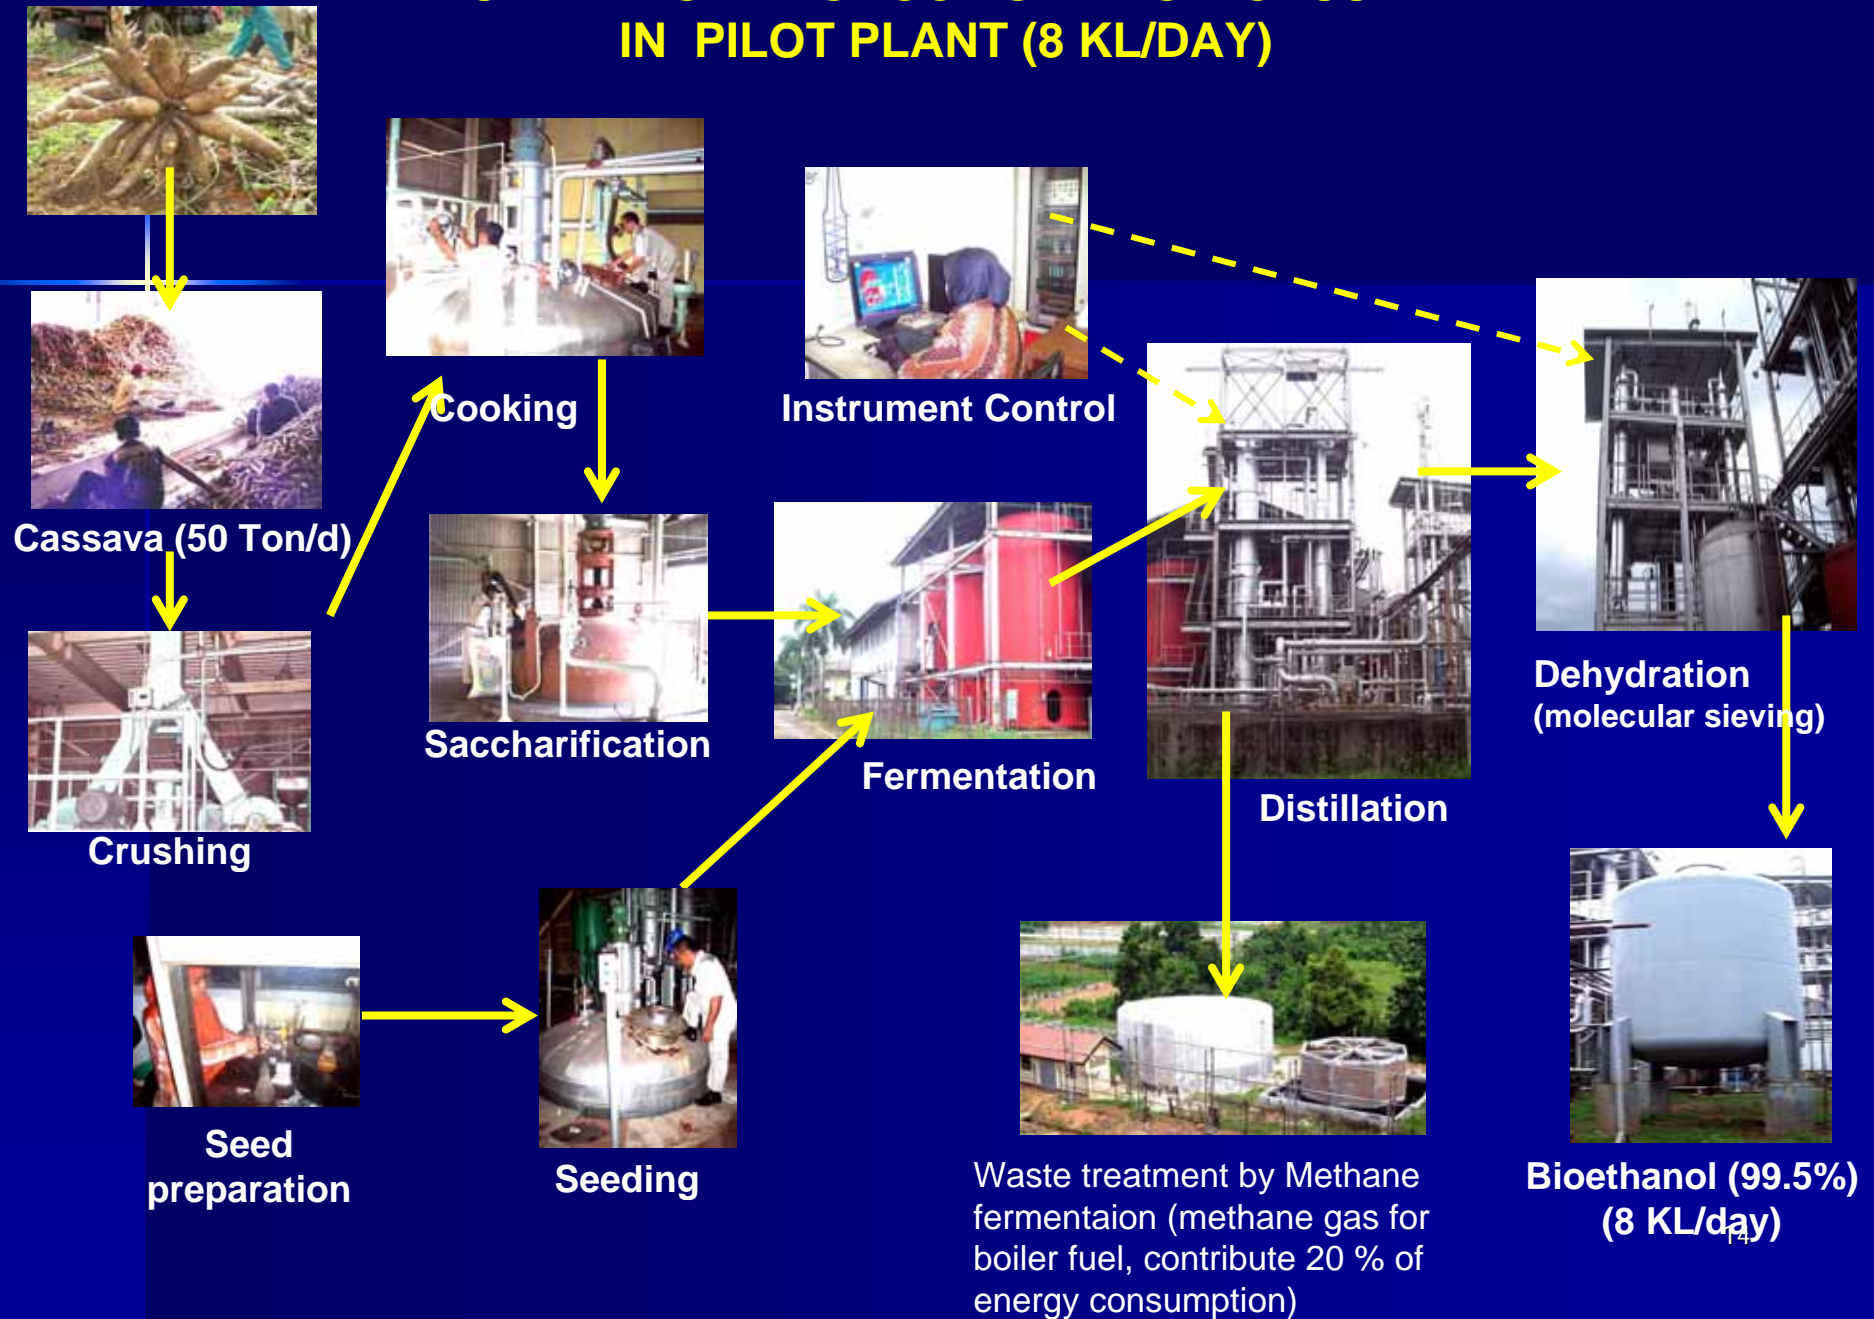 IN PILOT PLANT (8 KL/DAY)
Cooking
Instrument Control
Cassava (50 Ton/d)
Saccharification
Fermentation
Dehydration
(molecular sieving)
Distillation
Crushing
Seed
preparation
Seeding
Waste treatment by Methane
fermentaion (methane gas for
boiler fuel, contribute 20 % of
energy consumption)
Bioethanol (99.5%)
(8 KL/day)
14